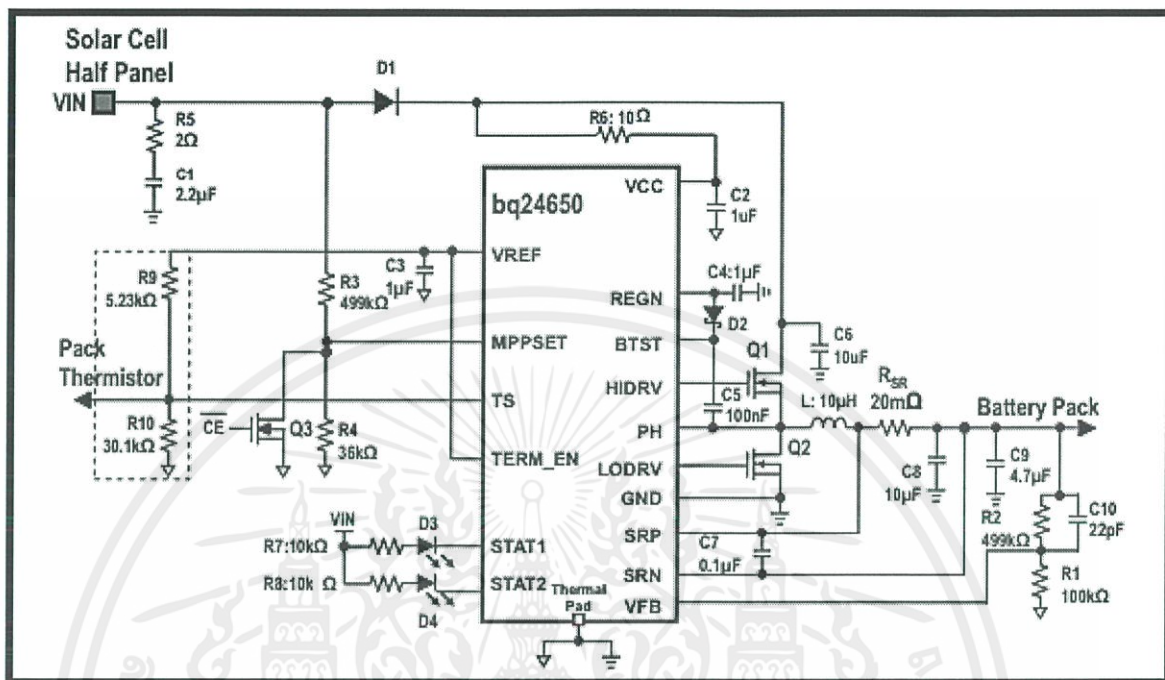 Solar Cell
Half Panel
VIN
D1
R5
2Ω
C1
2.2µF
R6: 10Ω
VCC
C2
1uF
bq24650
VREF
C3
1µF
R9
5.23kΩ
R3
499kΩ
C4:1µF
REGN
D2
BTST
C6
10uF
MPPSET
Q1
HIDRV
Pack
Thermistor
TS
C5
100nF
RSR
20mΩ
L: 10µH
Battery Pack
R10
30.1kΩ
CE
Q3
R4
36kΩ
PH
Q2
LODRV
TERM_EN
C8
10µF
C9
4.7µF
GND
VIN
D3
R7:10kΩ
STAT1
SRP
C7
0.1µF
R2
499kΩ
C10
22pF
R8:10k Ω
STAT2
SRN
R1
100kΩ
D4
Thermal
Pad
VFB